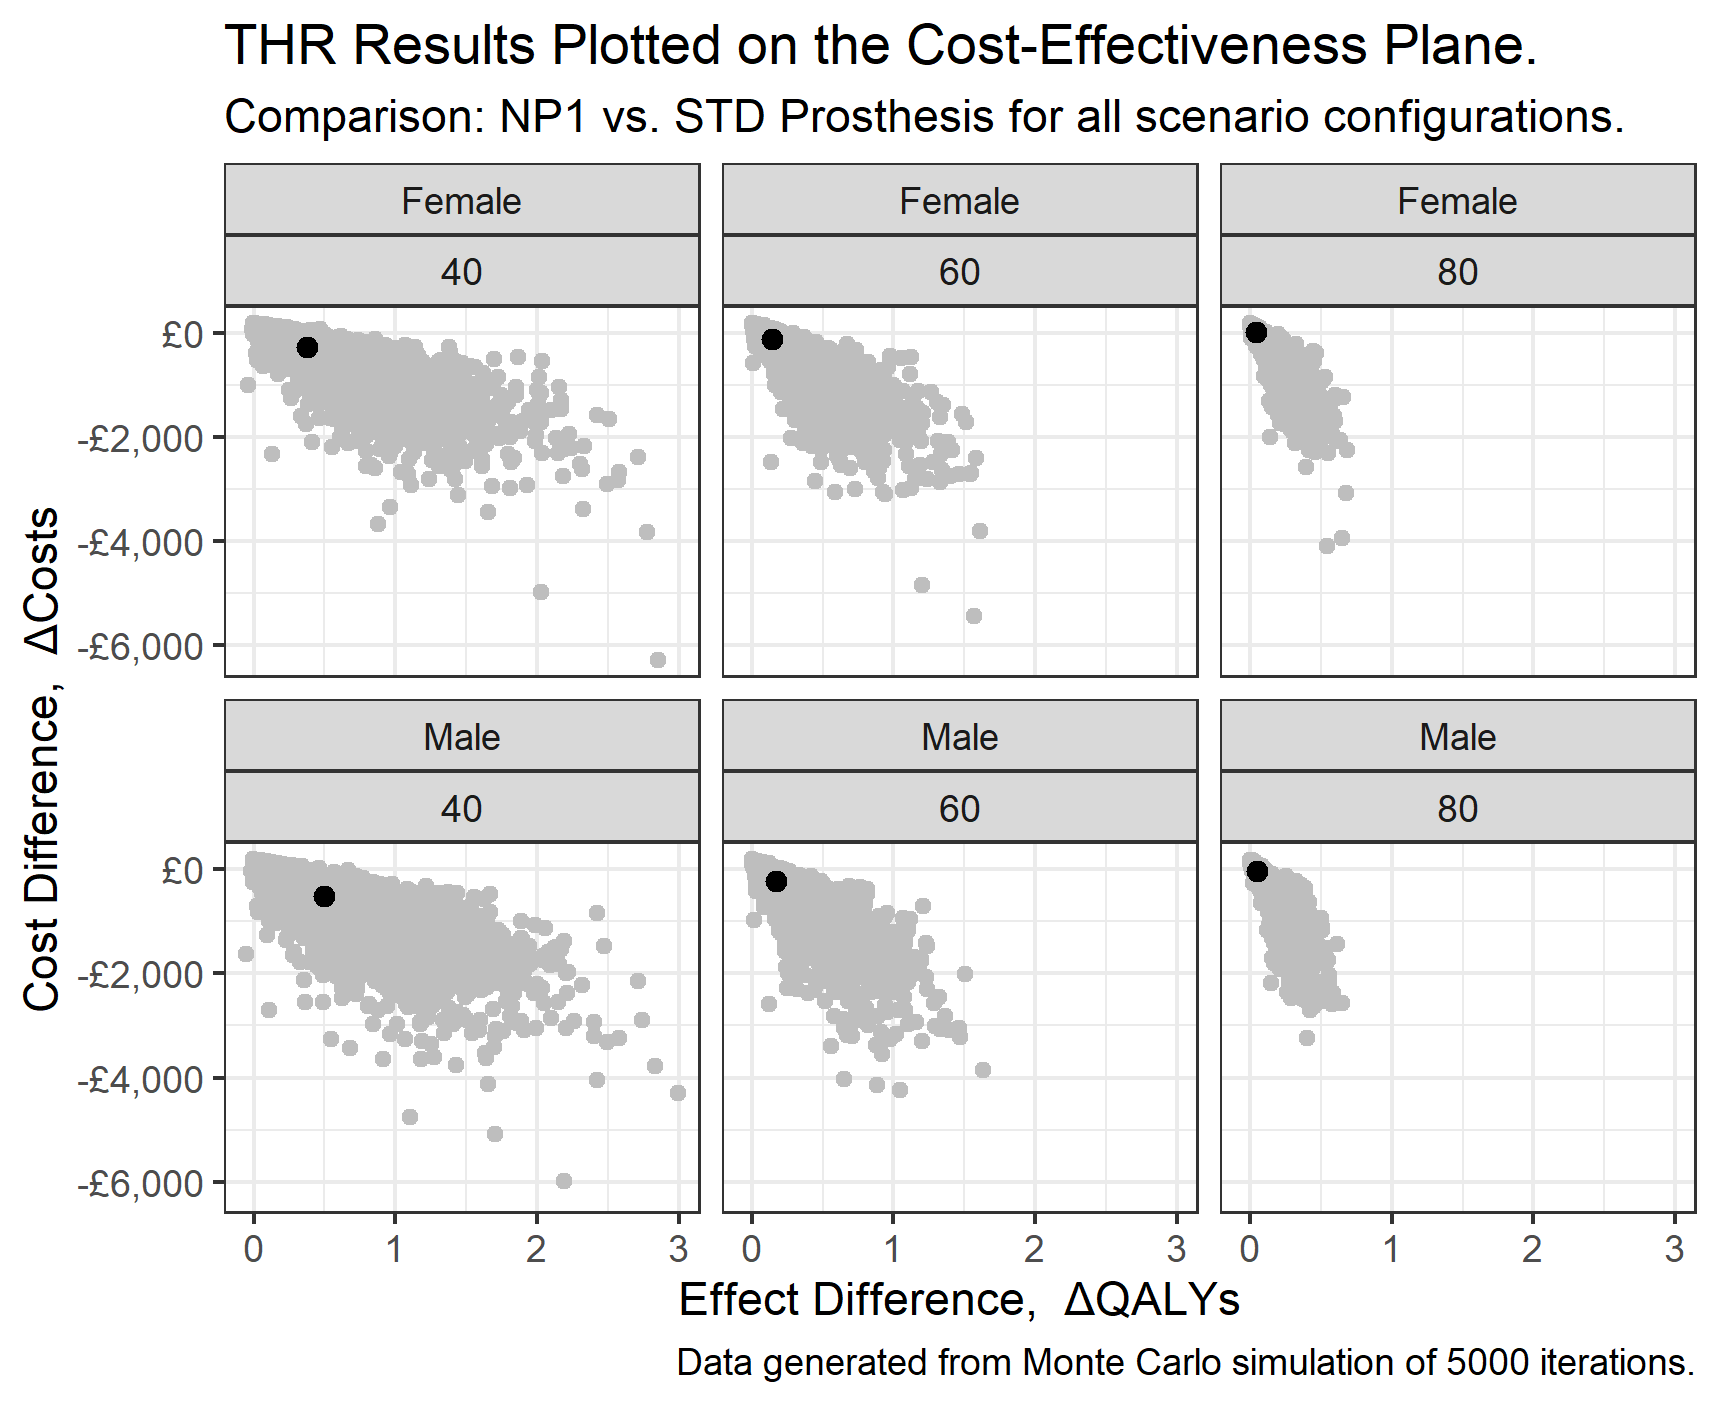 THR Results Plotted on the Cost-Effectiveness Plane.
Comparison: NP1 vs. STD Prosthesis for all scenario configurations.
Female
Female
Female
40
60
80
£0
-£2,000
-£4,000
-£6,000
Male
Male
Male
40
60
80
£0
-£2,000
-£4,000
-£6,000
Cost Difference,  ΔCosts
0 1 2 3
0 1 2 3
0 1 2 3
Effect Difference,  ΔQALYs
Data generated from Monte Carlo simulation of 5000 iterations.